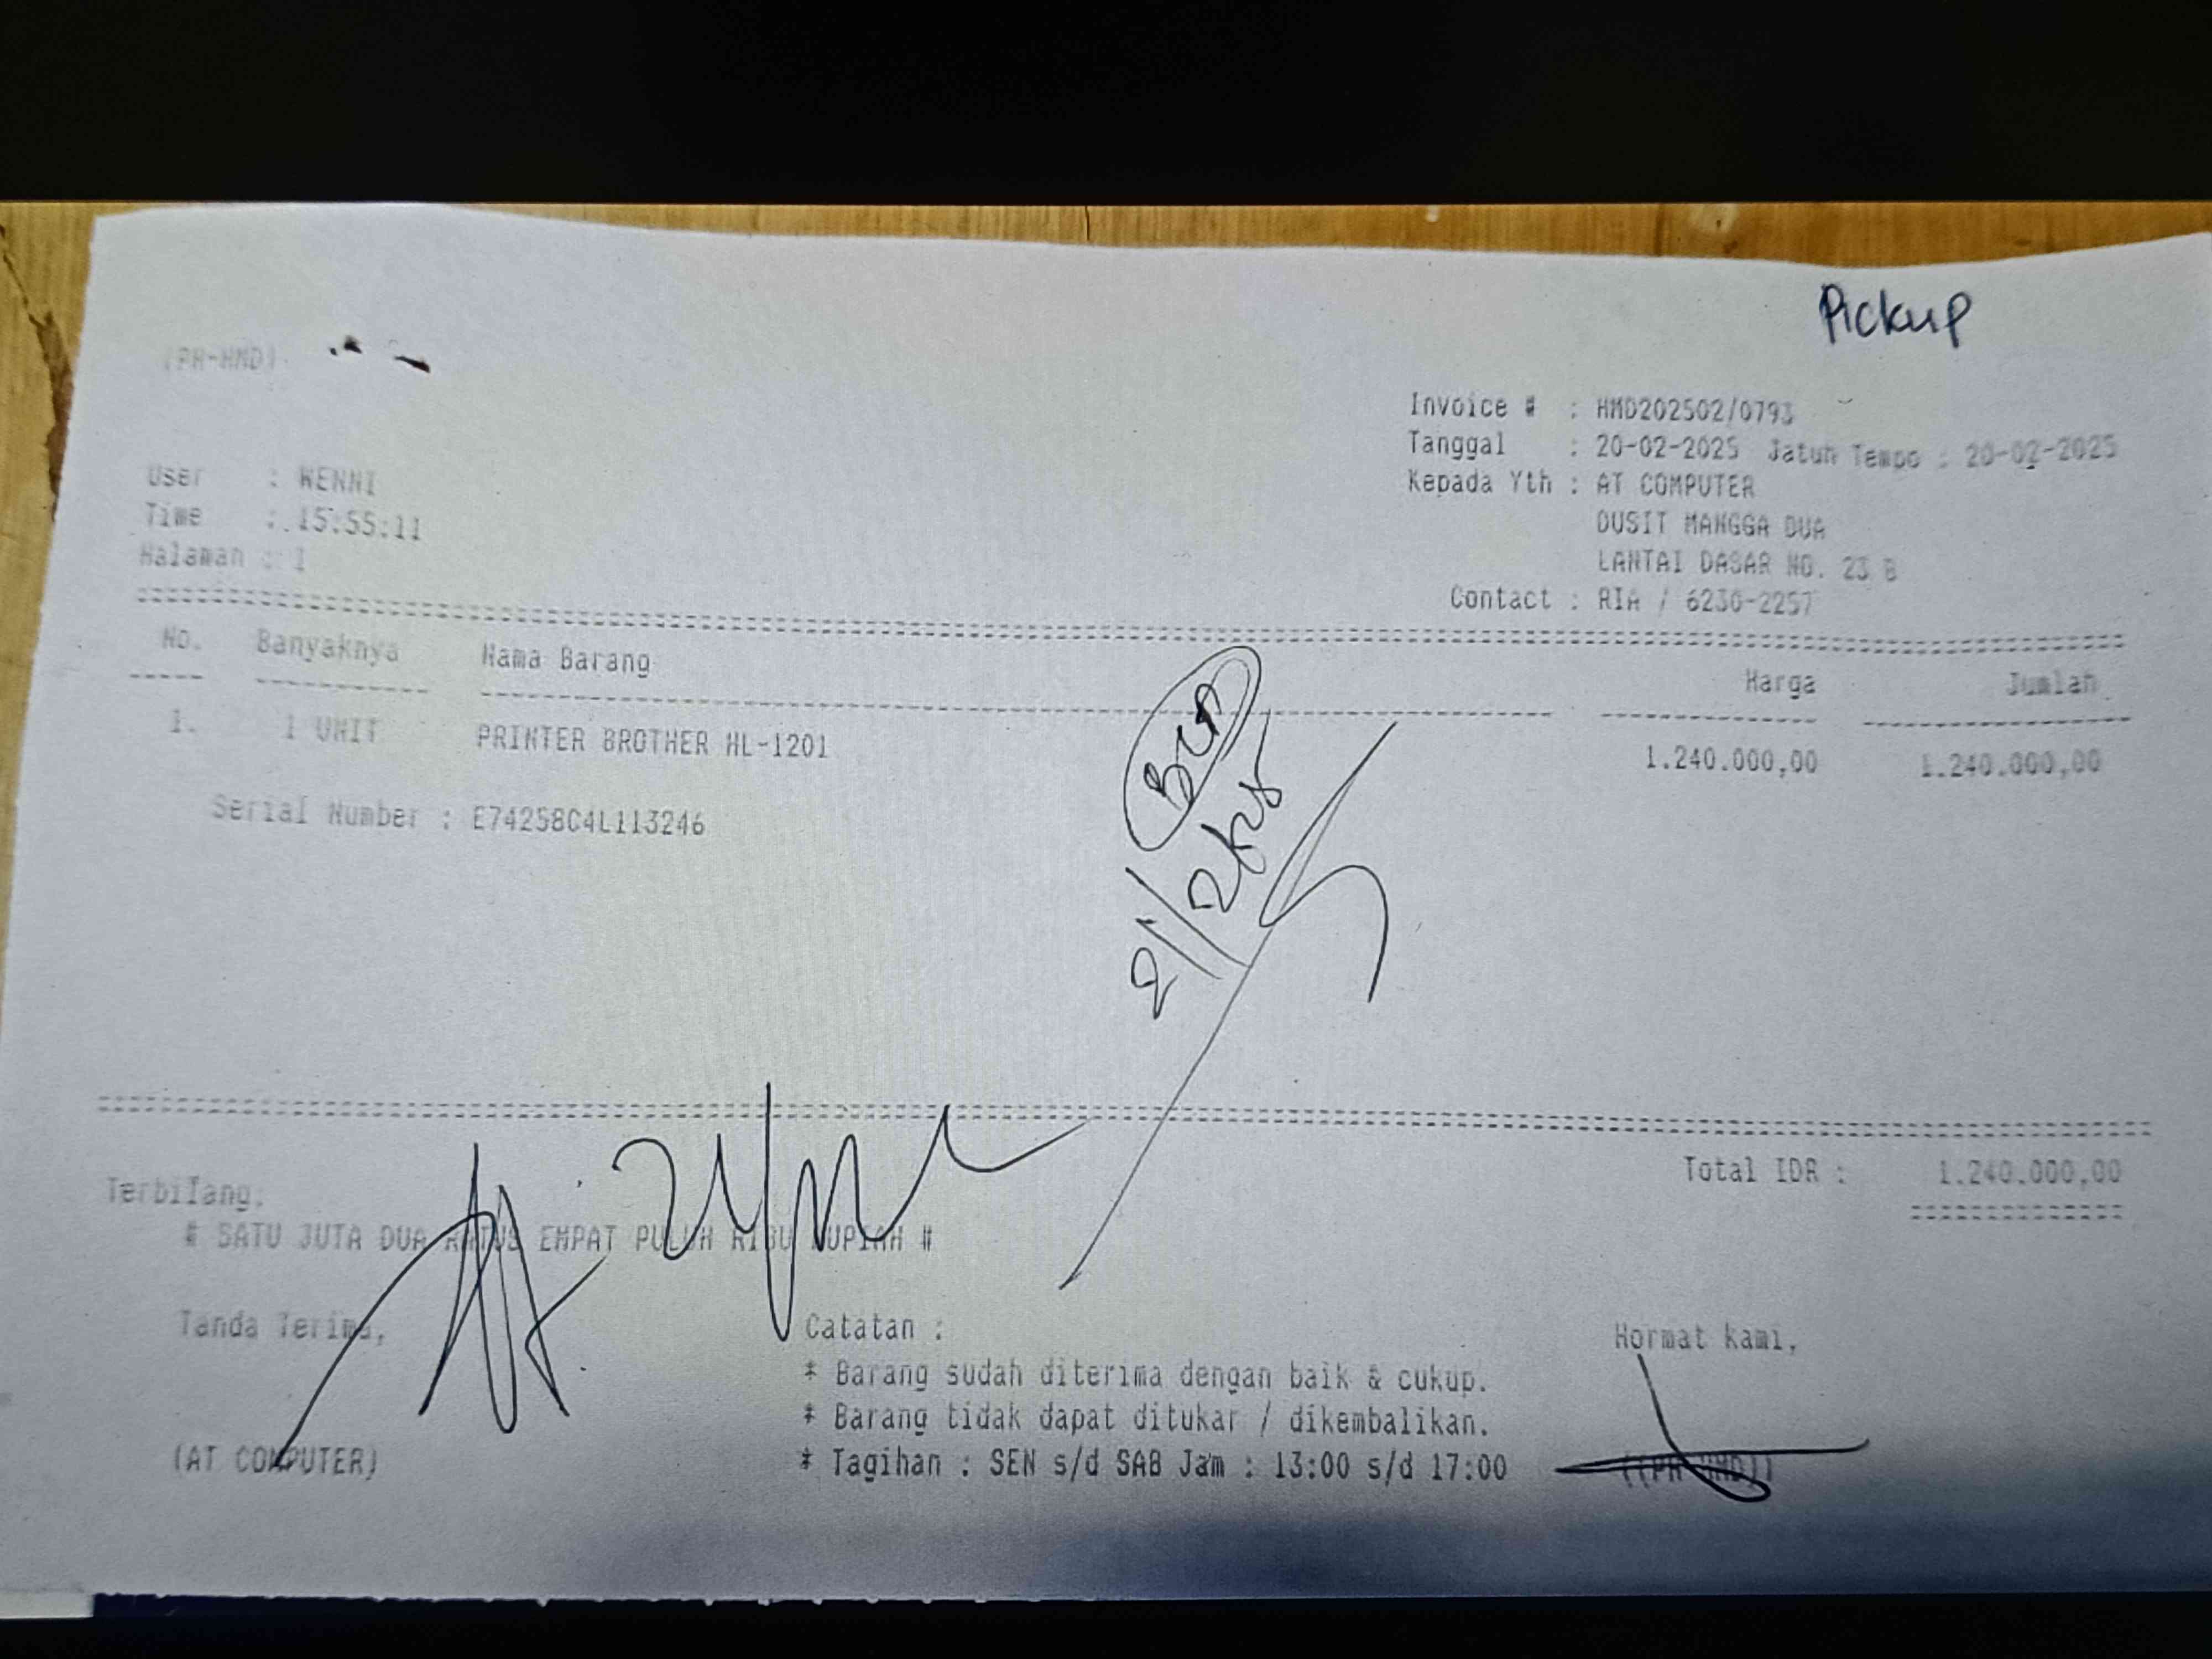 Pickup
(PH-HMD)
Invoice # : HMD202502/0793
Tanggal : 20-02-2025 Jatuh Tempo : 20-02-2025
Kepada Yth : AT COMPUTER
DUSIT MANGGA DUA
LANTAI DASAR NO. 23 B
Contact : RIA / 6230-2257
User : WENNI
Time : 15:55:11
Halaman : 1
No. Banyaknya Nama Barang Harga Jumlah
1. 1 UNIT PRINTER BROTHER HL-1201 1.240.000,00 1.240.000,00
Serial Number : E74258C4L113246
BCA
21/2/25
Total IDR : 1.240.000,00
Terbilang:
# SATU JUTA DUA RATUS EMPAT PULUH RIBU RUPIAH #
Tanda Terima,
(AT COMPUTER)
Catatan :
* Barang sudah diterima dengan baik & cukup.
* Barang tidak dapat ditukar / dikembalikan.
* Tagihan : SEN s/d SAB Jam : 13:00 s/d 17:00
Hormat kami,